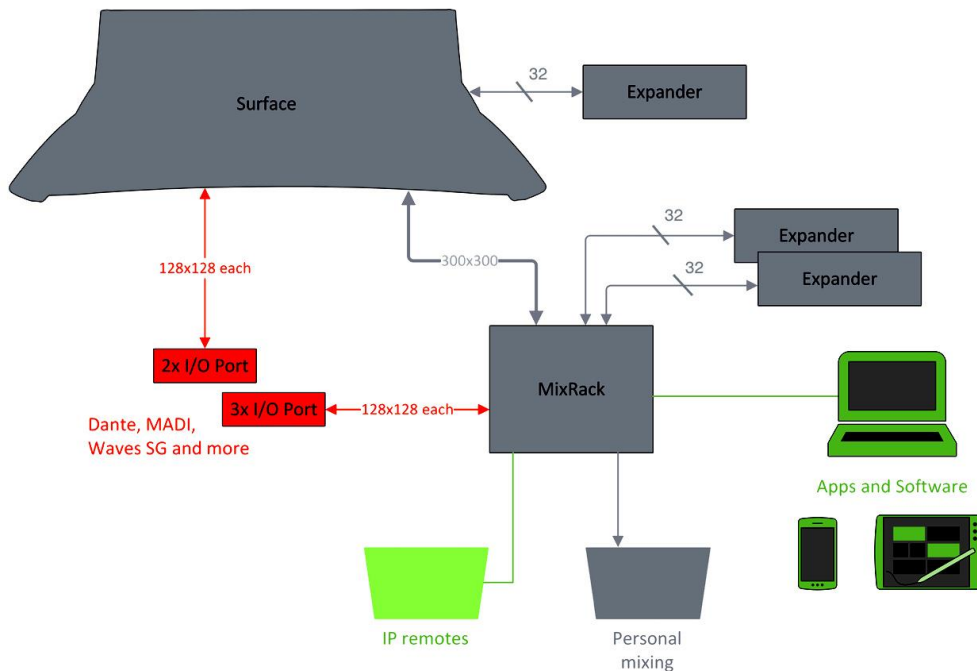 Surface
32
Expander
128x128 each
300x300
32
Expander
32
Expander
2x I/O Port
3x I/O Port
128x128 each
MixRack
Dante, MADI,
Waves SG and more
Apps and Software
IP remotes
Personal
mixing